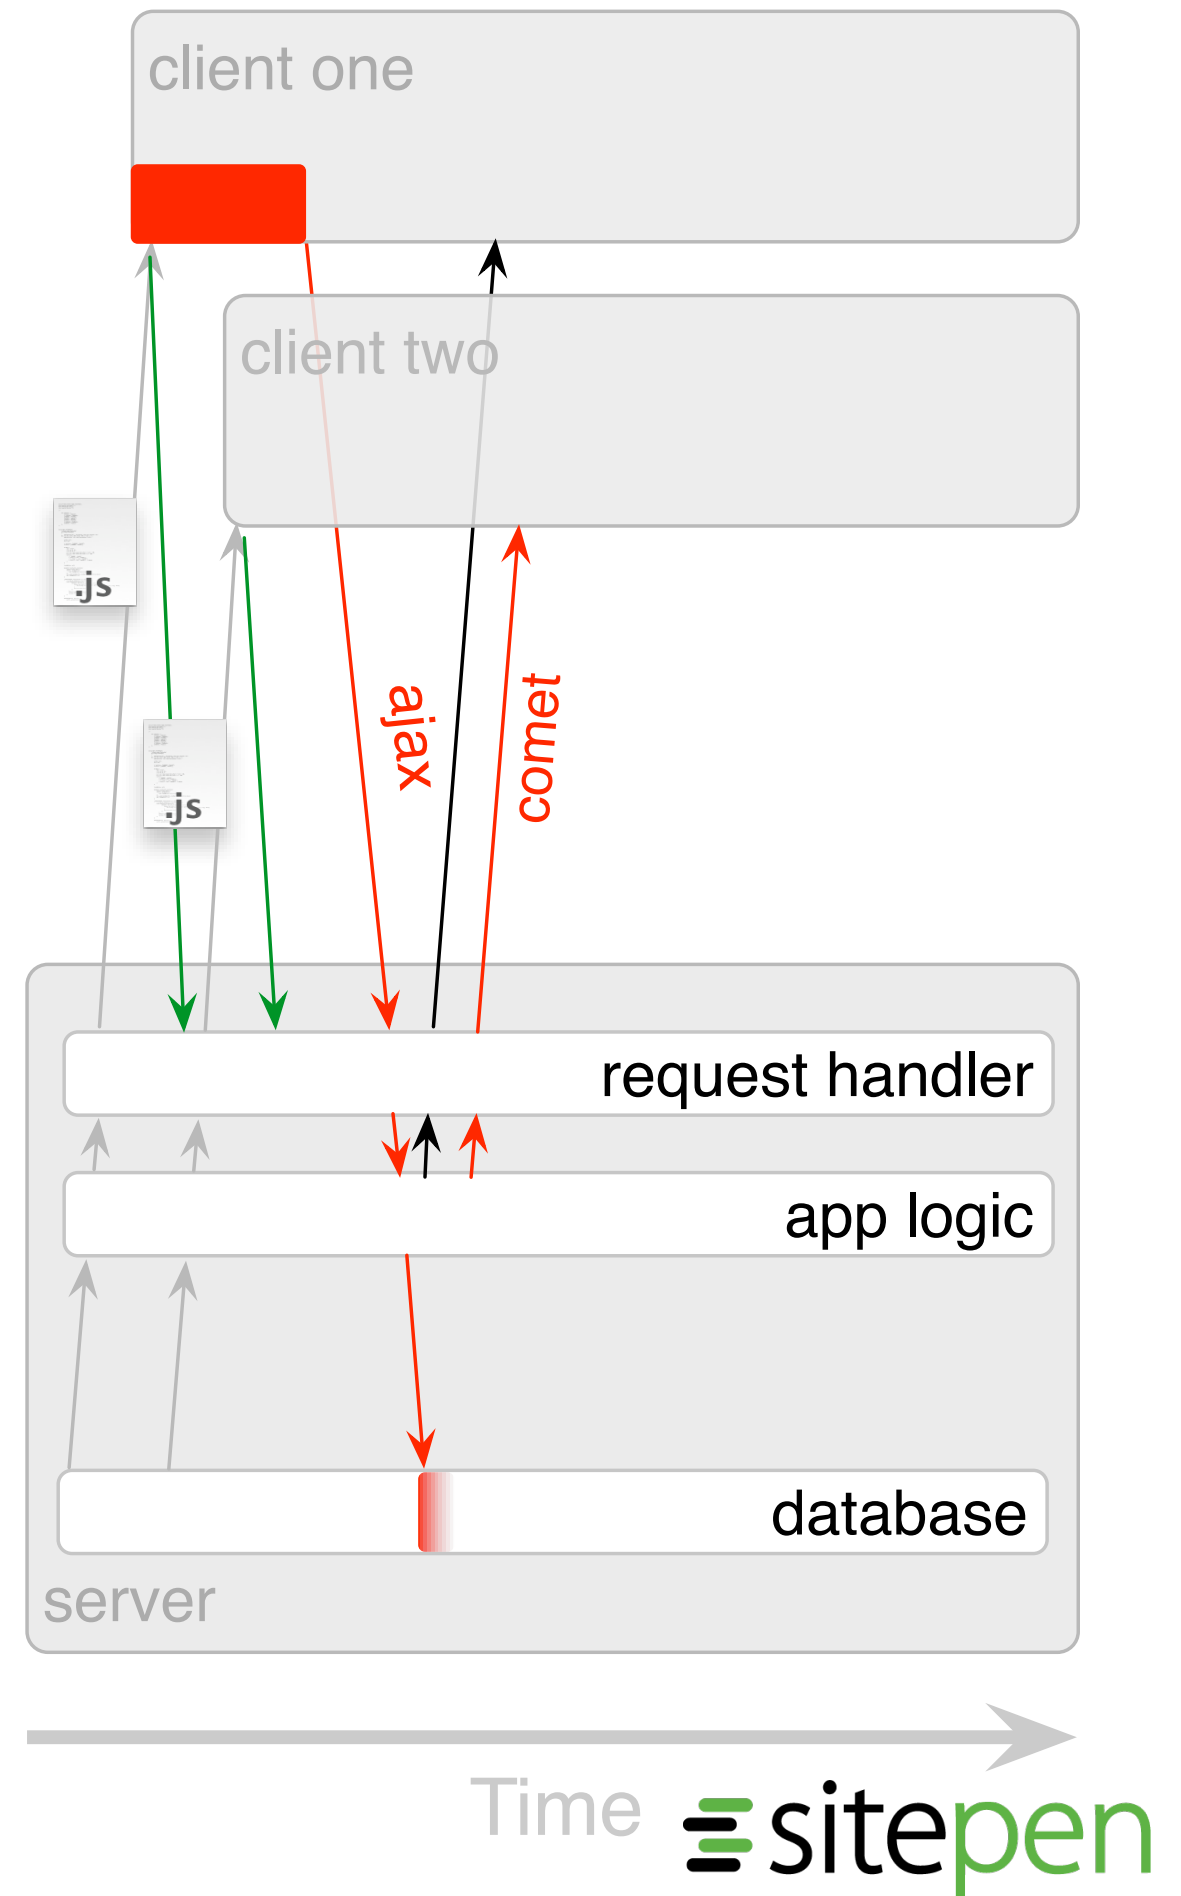 client one
client two
.js
.js
ajax
comet
request handler
app logic
database
server
Time
sitepen